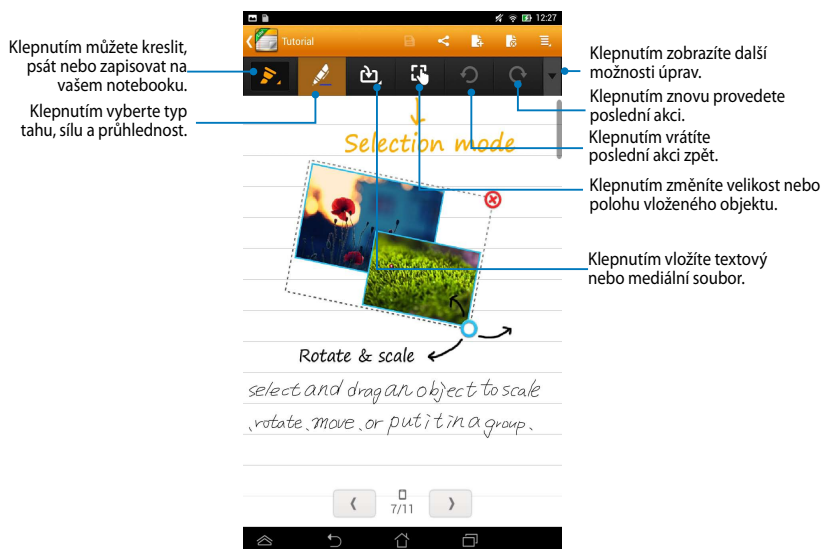 12:27
Tutorial
Klepnutím můžete kreslit,
psát nebo zapisovat na
vašem notebooku.
Klepnutím vyberte typ
tahu, sílu a průhlednost.
Klepnutím zobrazíte další
možnosti úprav.
Klepnutím znovu provedete
poslední akci.
Klepnutím vrátíte
poslední akci zpět.
Klepnutím změníte velikost nebo
polohu vloženého objektu.
Klepnutím vložíte textový
nebo mediální soubor.
Selection mode
Rotate & scale
select and drag an object to scale
、rotate、move、or put it in a group、
7/11